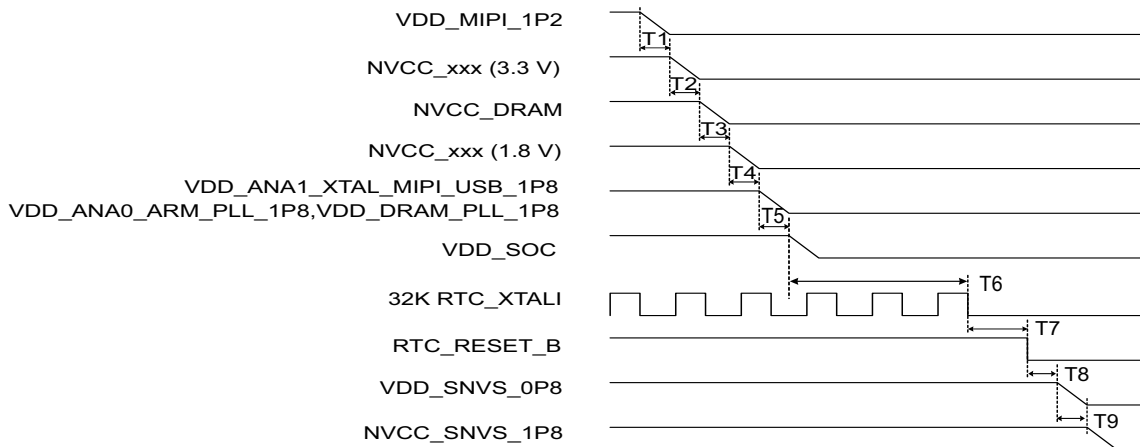 VDD_MIPI_1P2
T1
NVCC_xxx (3.3 V)
T2
NVCC_DRAM
T3
NVCC_xxx (1.8 V)
T4
VDD_ANA1_XTAL_MIPI_USB_1P8
VDD_ANA0_ARM_PLL_1P8,VDD_DRAM_PLL_1P8
T5
VDD_SOC
T6
32K RTC_XTALI
T7
RTC_RESET_B
T8
VDD_SNVS_0P8
T9
NVCC_SNVS_1P8